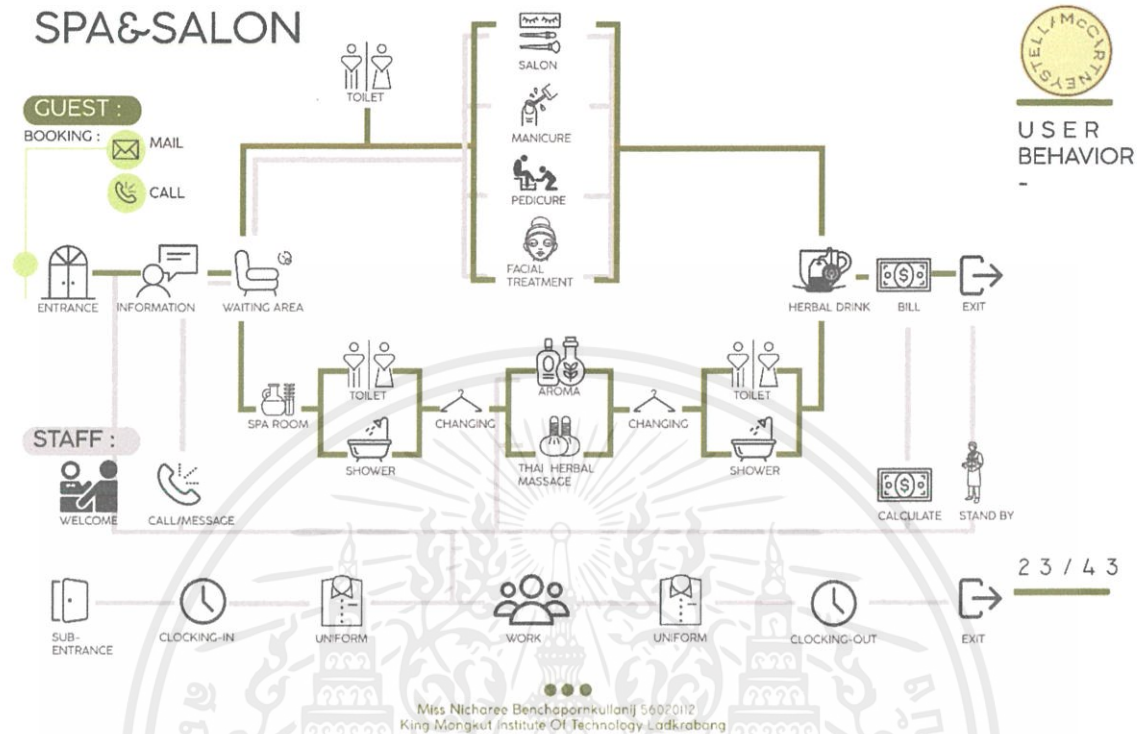 SPA&SALON
STELLA McCARTNEY
USER
BEHAVIOR
-
GUEST :
BOOKING :
MAIL
CALL
TOILET
SALON
MANICURE
PEDICURE
FACIAL
TREATMENT
ENTRANCE
INFORMATION
WAITING AREA
HERBAL DRINK
BILL
EXIT
SPA ROOM
TOILET
SHOWER
CHANGING
AROMA
THAI HERBAL
MASSAGE
CHANGING
TOILET
SHOWER
STAFF :
WELCOME
CALL/MESSAGE
CALCULATE
STAND BY
23/43
SUB-
ENTRANCE
CLOCKING-IN
UNIFORM
WORK
UNIFORM
CLOCKING-OUT
EXIT
Miss Nicharee Benchapornkullanij 56020112
King Mongkut Institute Of Technology Ladkrabang